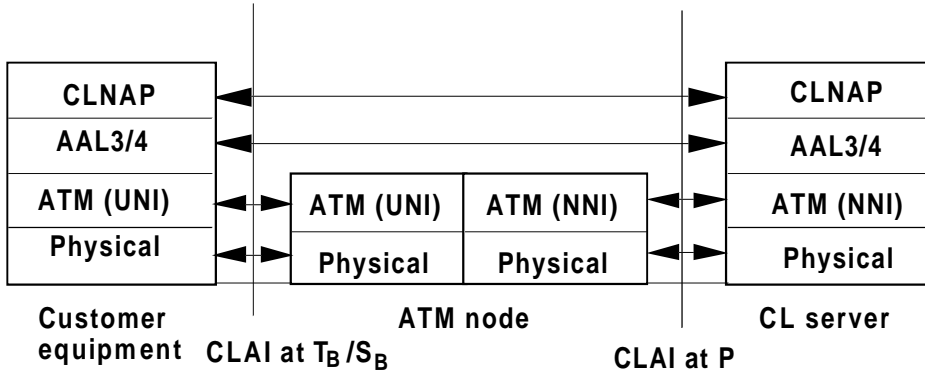 CLNAP
AAL3/4
ATM (UNI)
Physical
ATM (UNI)
ATM (NNI)
Physical
Physical
CLNAP
AAL3/4
ATM (NNI)
Physical
Customer
equipment
CLAI at TB/SB
ATM node
CLAI at P
CL server